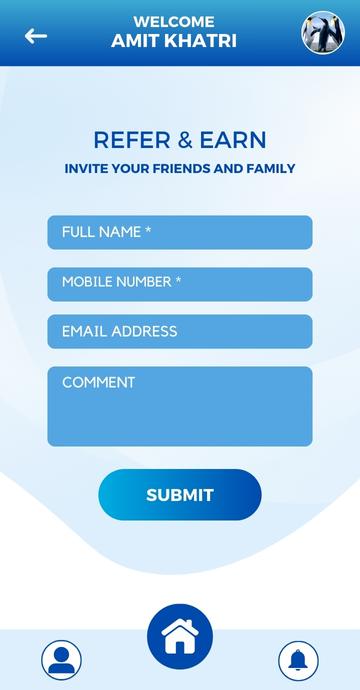 WELCOME
AMIT KHATRI
REFER & EARN
INVITE YOUR FRIENDS AND FAMILY
FULL NAME *
MOBILE NUMBER *
EMAIL ADDRESS
COMMENT
SUBMIT